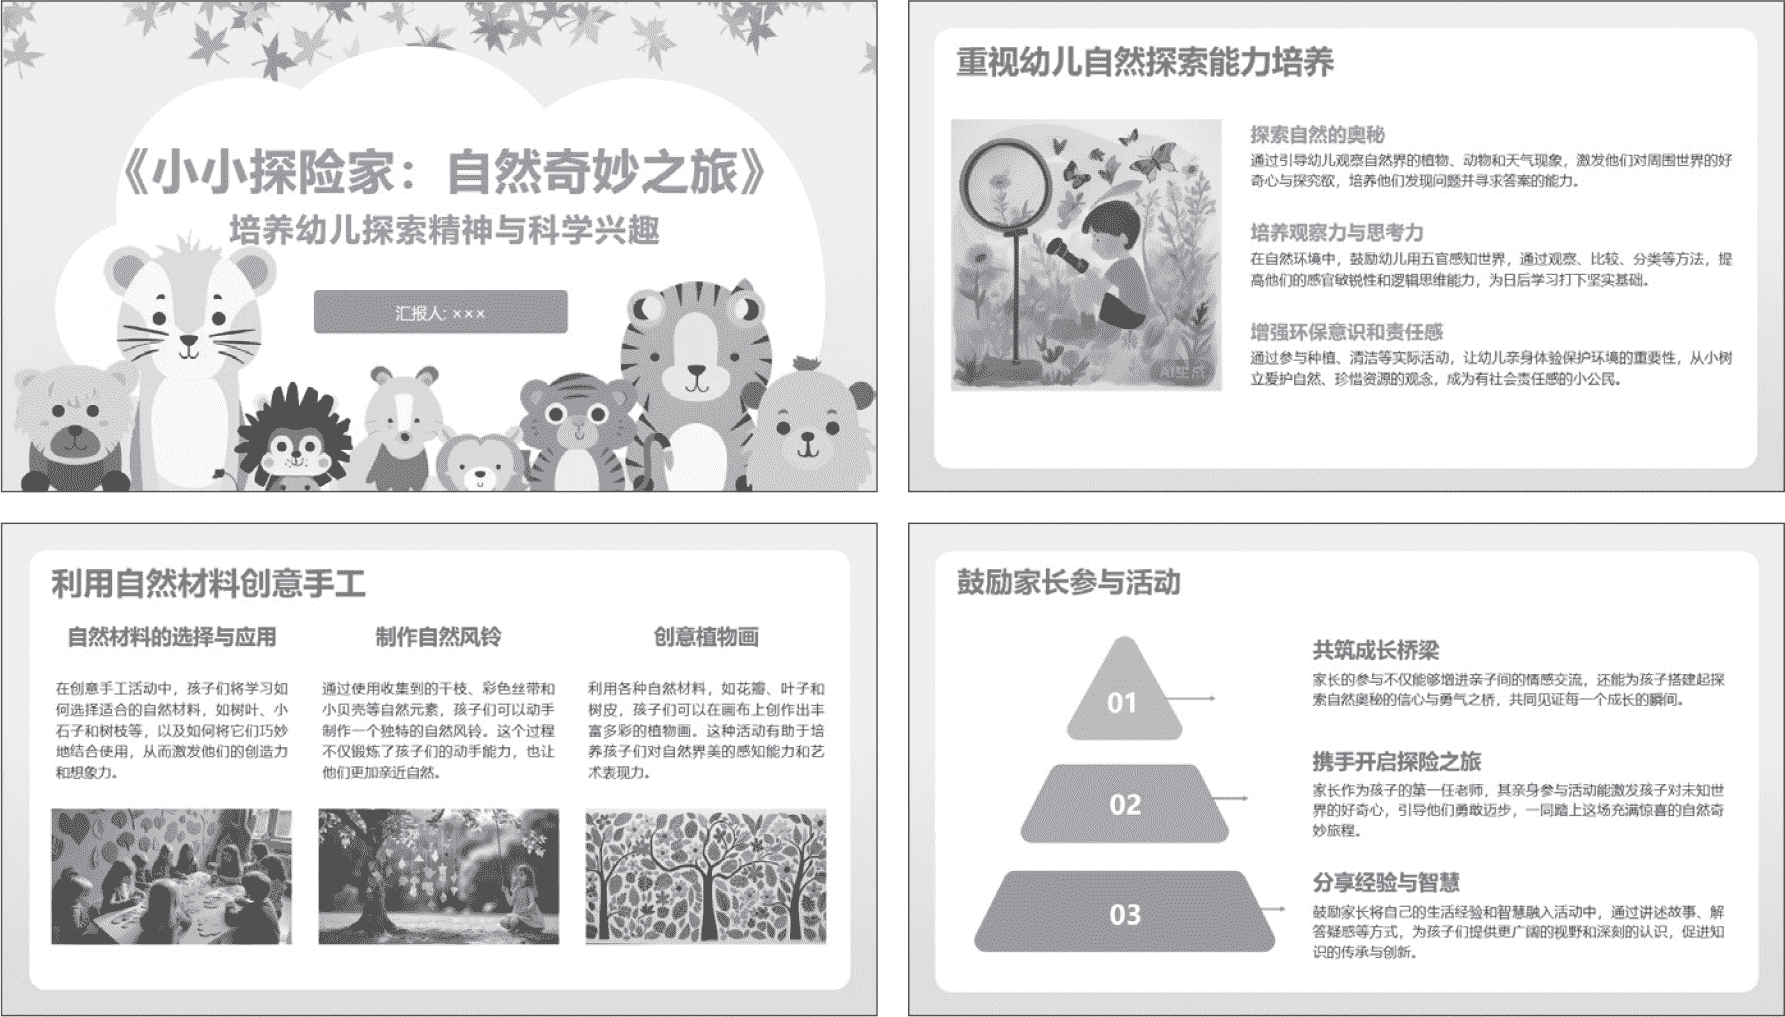 《小小探险家：自然奇妙之旅》
培养幼儿探索精神与科学兴趣
汇报人: ×××
重视幼儿自然探索能力培养
AI生成
探索自然的奥秘
通过引导幼儿观察自然界的植物、动物和天气现象，激发他们对周围世界的好
奇心与探究欲，培养他们发现问题并寻求答案的能力。
培养观察力与思考力
在自然环境中，鼓励幼儿用五官感知世界，通过观察、比较、分类等方法，提
高他们的感官敏锐性和逻辑思维能力，为日后学习打下坚实基础。
增强环保意识和责任感
通过参与种植、清洁等实际活动，让幼儿亲身体验保护环境的重要性，从小树
立爱护自然、珍惜资源的观念，成为有社会责任感的小公民。
利用自然材料创意手工
自然材料的选择与应用
在创意手工活动中，孩子们将学习如
何选择适合的自然材料，如树叶、小
石子和树枝等，以及如何将它们巧妙
地结合使用，从而激发他们的创造力
和想象力。
制作自然风铃
通过使用收集到的干枝、彩色丝带和
小贝壳等自然元素，孩子们可以动手
制作一个独特的自然风铃。这个过程
不仅锻炼了孩子们的动手能力，也让
他们更加亲近自然。
创意植物画
利用各种自然材料，如花瓣、叶子和
树皮，孩子们可以在画布上创作出丰
富多彩的植物画。这种活动有助于培
养孩子们对自然界美的感知能力和艺
术表现力。
鼓励家长参与活动
01
共筑成长桥梁
家长的参与不仅能够增进亲子间的情感交流，还能为孩子搭建起探
索自然奥秘的信心与勇气之桥，共同见证每一个成长的瞬间。
02
携手开启探险之旅
家长作为孩子的第一任老师，其亲身参与活动能激发孩子对未知世
界的好奇心，引导他们勇敢迈步，一同踏上这场充满惊喜的自然奇
妙旅程。
03
分享经验与智慧
鼓励家长将自己的生活经验和智慧融入活动中，通过讲述故事、解
答疑惑等方式，为孩子们提供更广阔的视野和深刻的认识，促进知
识的传承与创新。